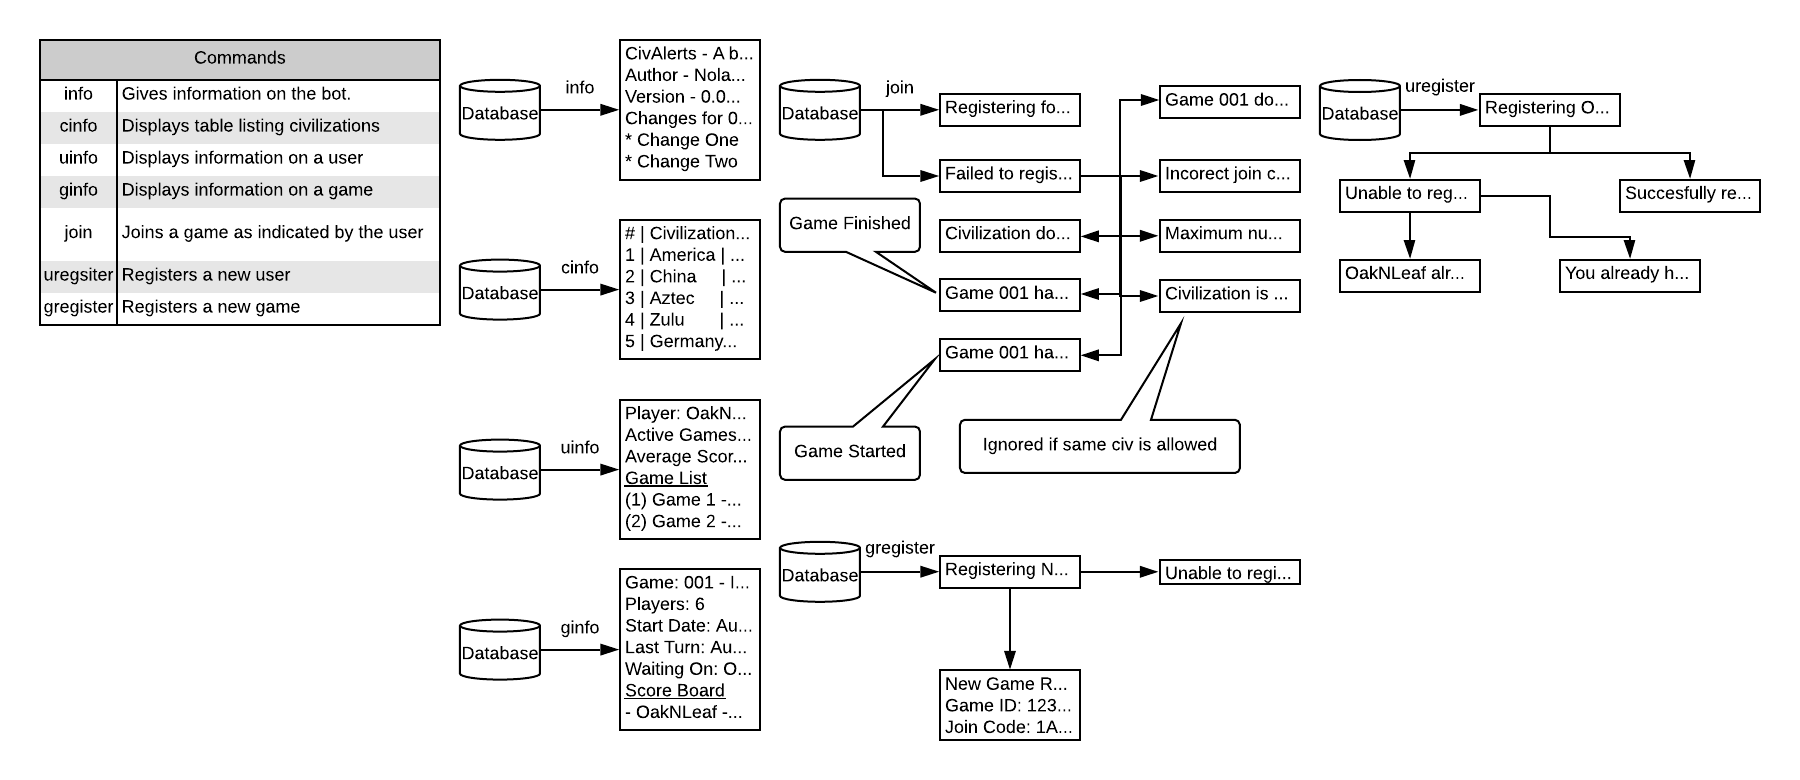 Commands
info Gives information on the bot.
cinfo Displays table listing civilizations
uinfo Displays information on a user
ginfo Displays information on a game
join Joins a game as indicated by the user
uregsiter Registers a new user
gregister Registers a new game
Database
info
CivAlerts - A b...
Author - Nola...
Version - 0.0...
Changes for 0...
* Change One
* Change Two
Database
cinfo
# | Civilization...
1 | America | ...
2 | China | ...
3 | Aztec | ...
4 | Zulu | ...
5 | Germany...
Database
uinfo
Player: OakN...
Active Games...
Average Scor...
Game List
(1) Game 1 -...
(2) Game 2 -...
Database
ginfo
Game: 001 - I...
Players: 6
Start Date: Au...
Last Turn: Au...
Waiting On: O...
Score Board
- OakNLeaf -...
Database
join
Registering fo...
Failed to regis...
Game Finished
Civilization do...
Game 001 ha...
Game 001 ha...
Game Started
Game 001 do...
Incorect join c...
Maximum nu...
Civilization is ...
Ignored if same civ is allowed
Database
gregister
Registering N...
Unable to regi...
New Game R...
Game ID: 123...
Join Code: 1A...
Database
uregister
Registering O...
Unable to reg...
Succesfully re...
OakNLeaf alr...
You already h...